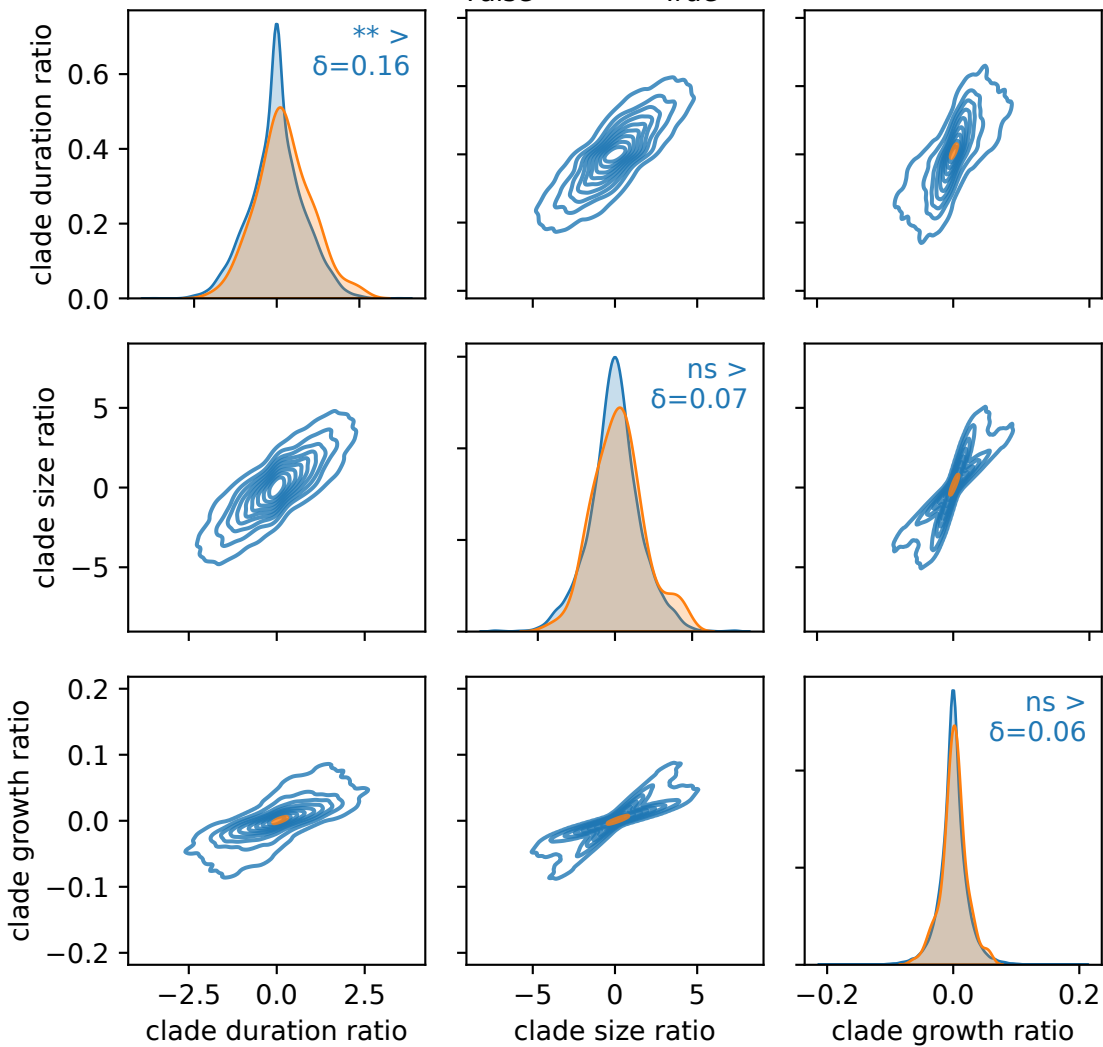 ** >
δ=0.16
clade duration ratio
0.6
0.4
0.2
0.0
ns >
δ=0.07
clade size ratio
5
0
−5
ns >
δ=0.06
clade growth ratio
0.2
0.1
0.0
−0.1
−0.2
−2.5 0.0 2.5
−5 0 5
−0.2 0.0 0.2
clade duration ratio
clade size ratio
clade growth ratio